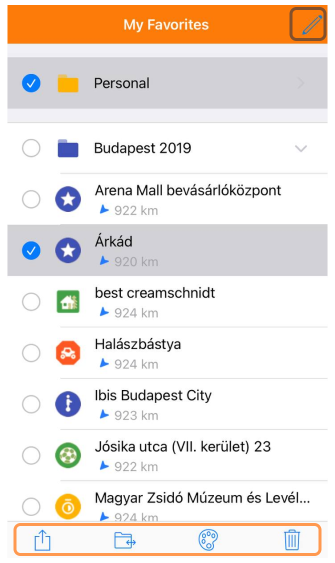 My Favorites
Personal
Budapest 2019
Arena Mall bevásárlóközpont
922 km
Árkád
920 km
best creamschnidt
924 km
Halászbástya
924 km
Ibis Budapest City
923 km
Jósika utca (VII. kerület) 23
922 km
Magyar Zsidó Múzeum és Levél...
924 km